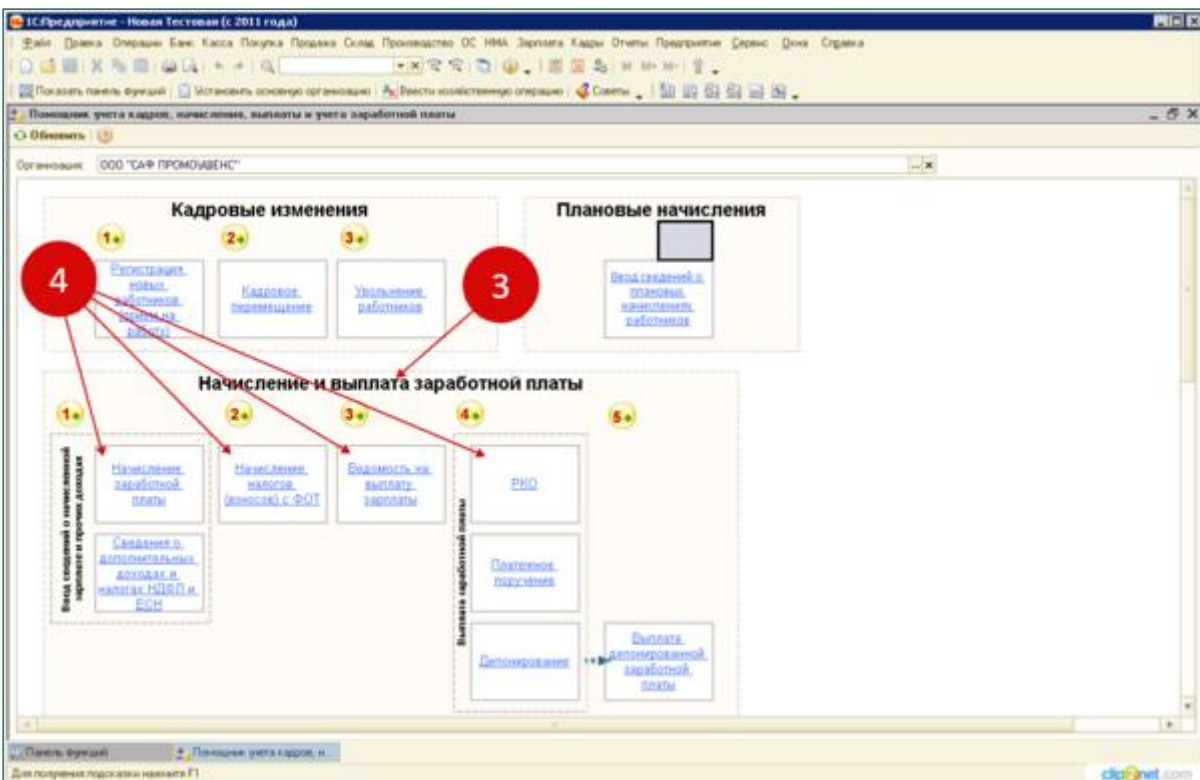 1С:Предприятие - Новая Тестовая (с 2011 года)
Файл Правка Операции Банк Касса Покупка Продажа Склад Производство ОС НМА Зарплата Кадры Отчеты Предприятие Сервис Окна Справка
M M+ M-
Показать панель функций Установить основную организацию Ввести хозяйственную операцию Советы
Помощник учета кадров, начисления, выплаты и учета заработной платы
Обновить
Организация: ООО "САФ ПРОМОУШЕНС"
Кадровые изменения
Плановые начисления
1
2
3
4
3
Регистрация
новых
работников
(прием на
работу)
Кадровое
перемещение
Увольнение
работников
Ввод сведений о
плановых
начислениях
работников
Начисление и выплата заработной платы
1
2
3
4
5
Ввод сведений о начисленной
зарплате и прочих доходах
Начисление
заработной
платы
Начисление
налогов
(взносов) с ФОТ
Ведомость на
выплату
зарплаты
Выплата заработной платы
РКО
Сведения о
дополнительных
доходах и
налогах НДФЛ и
ЕСН
Платежное
поручение
Депонирование
Выплата
депонированной
заработной
платы
Панель функций
Помощник учета кадров, н...
Для получения подсказки нажмите F1
clip2net.com